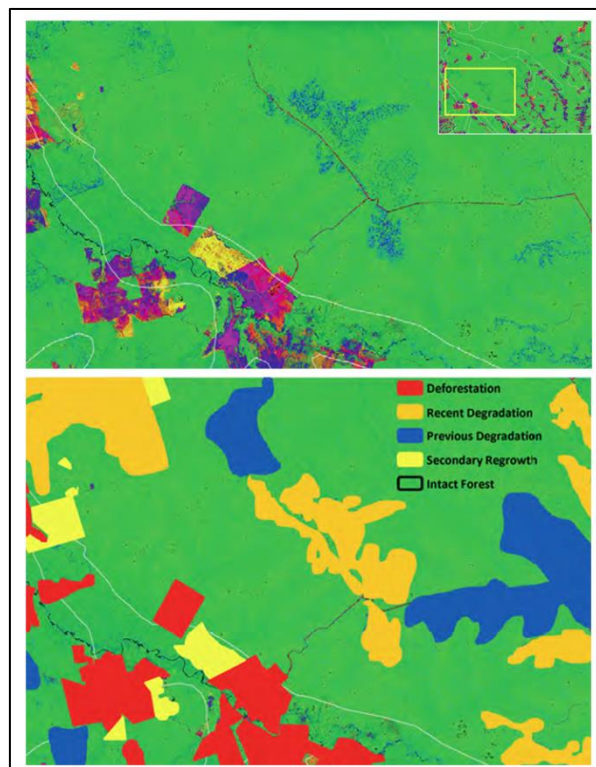 Deforestation
Recent Degradation
Previous Degradation
Secondary Regrowth
Intact Forest